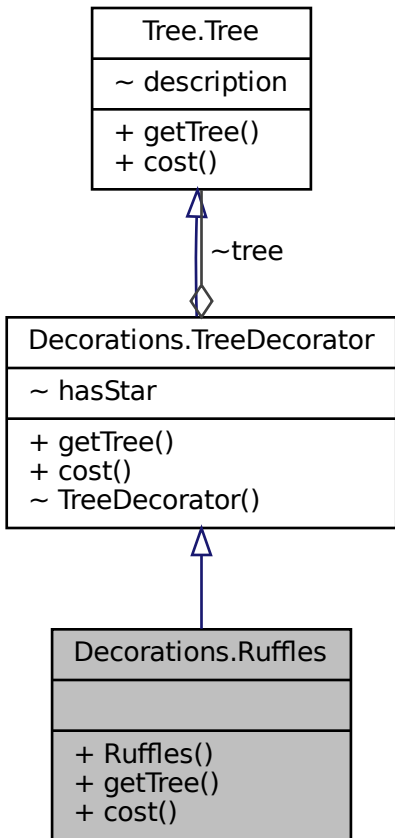 Tree.Tree
~ description
+ getTree()
+ cost()
~tree
Decorations.TreeDecorator
~ hasStar
+ getTree()
+ cost()
~ TreeDecorator()
Decorations.Ruffles
+ Ruffles()
+ getTree()
+ cost()